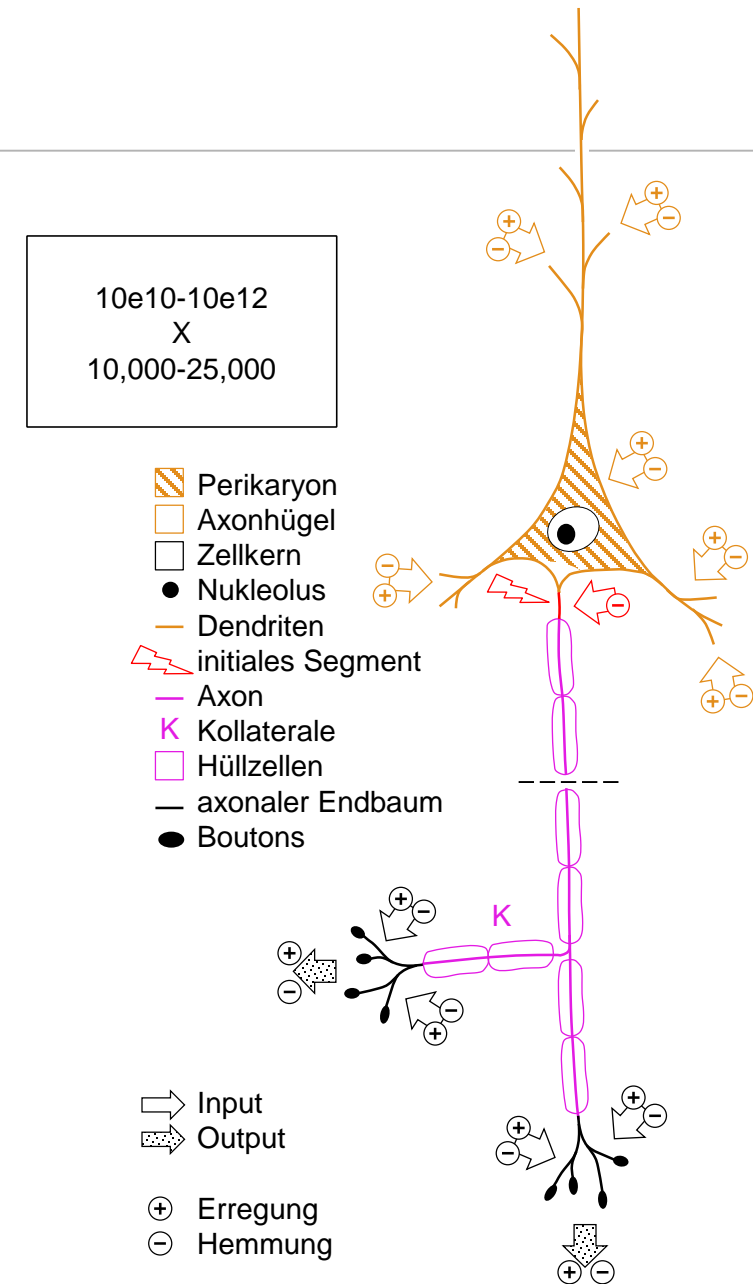 10e10-10e12
X
10,000-25,000
Perikaryon
Axonhügel
Zellkern
Nukleolus
Dendriten
initiales Segment
Axon
K Kollaterale
Hüllzellen
axonaler Endbaum
Boutons
K
Input
Output
+ Erregung
− Hemmung